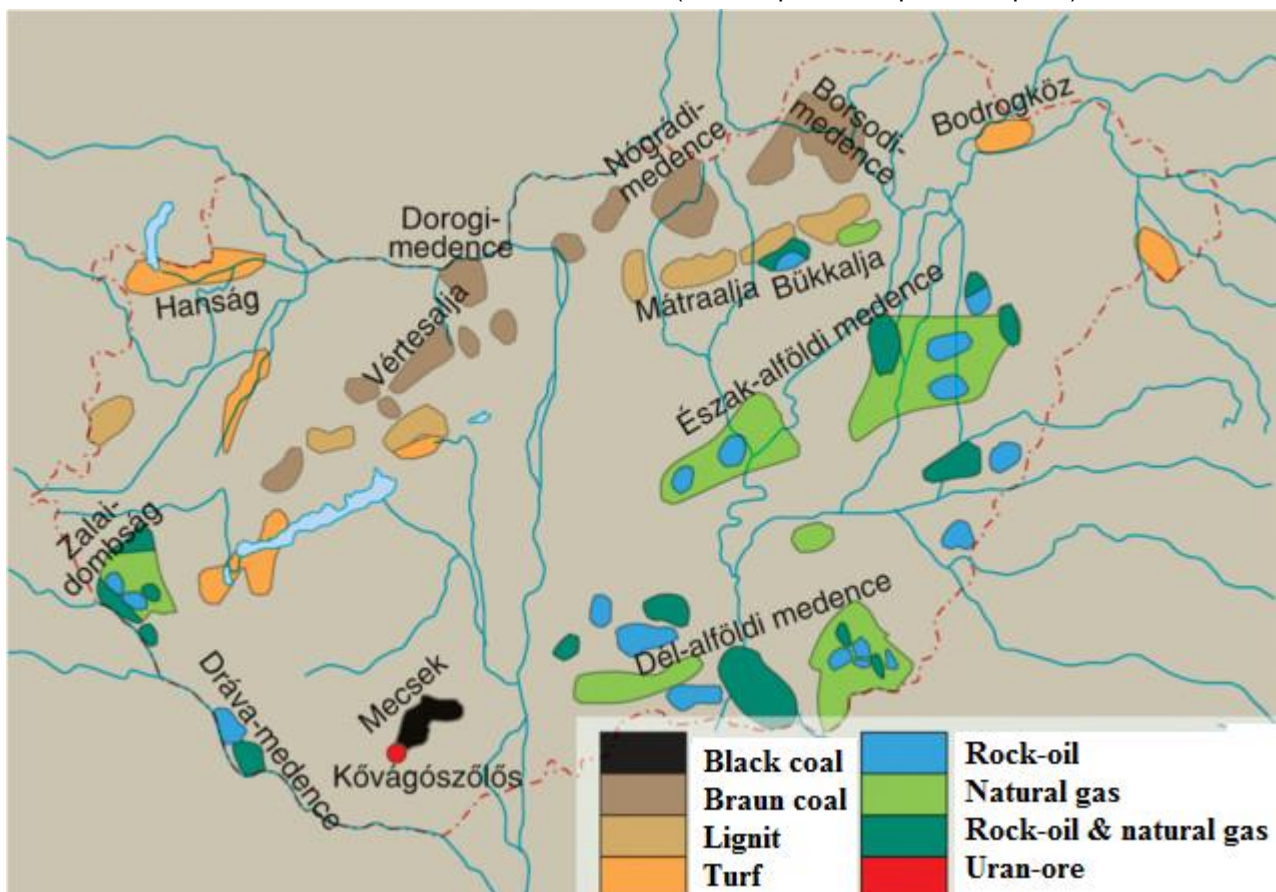 Nógrádi-
medence
Borsodi-
medence
Bodrogköz
Dorogi-
medence
Hanság
Mátraalja
Bükkalja
Vértesalja
Észak-alföldi medence
Zalai-
dombság
Dél-alföldi medence
Mecsek
Dráva-medence
Kővágószőlős
Black coal
Braun coal
Lignit
Turf
Rock-oil
Natural gas
Rock-oil & natural gas
Uran-ore